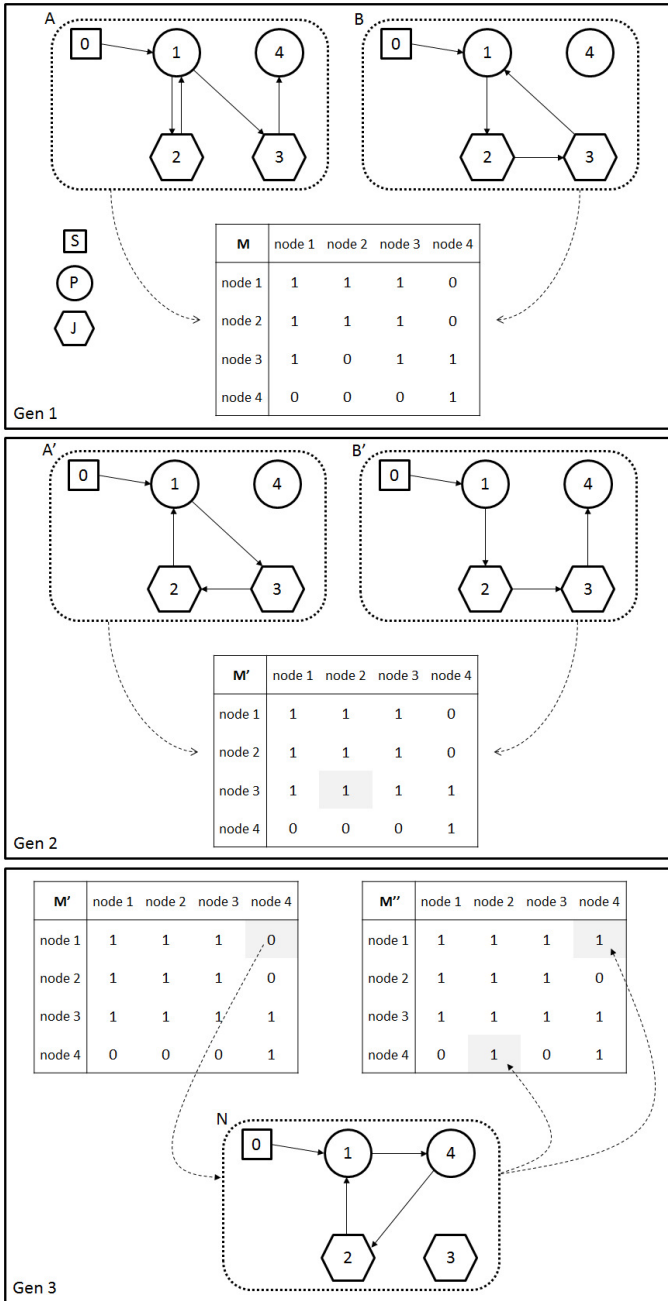 A
B
0
1
4
0
1
4
2
3
2
3
S
P
J
M node 1 node 2 node 3 node 4
node 1 1 1 1 0
node 2 1 1 1 0
node 3 1 0 1 1
node 4 0 0 0 1
Gen 1
A’
B’
0
1
4
0
1
4
2
3
2
3
M’ node 1 node 2 node 3 node 4
node 1 1 1 1 0
node 2 1 1 1 0
node 3 1 1 1 1
node 4 0 0 0 1
Gen 2
M’ node 1 node 2 node 3 node 4
node 1 1 1 1 0
node 2 1 1 1 0
node 3 1 1 1 1
node 4 0 0 0 1
M’’ node 1 node 2 node 3 node 4
node 1 1 1 1 1
node 2 1 1 1 0
node 3 1 1 1 1
node 4 0 1 0 1
N
0
1
4
2
3
Gen 3